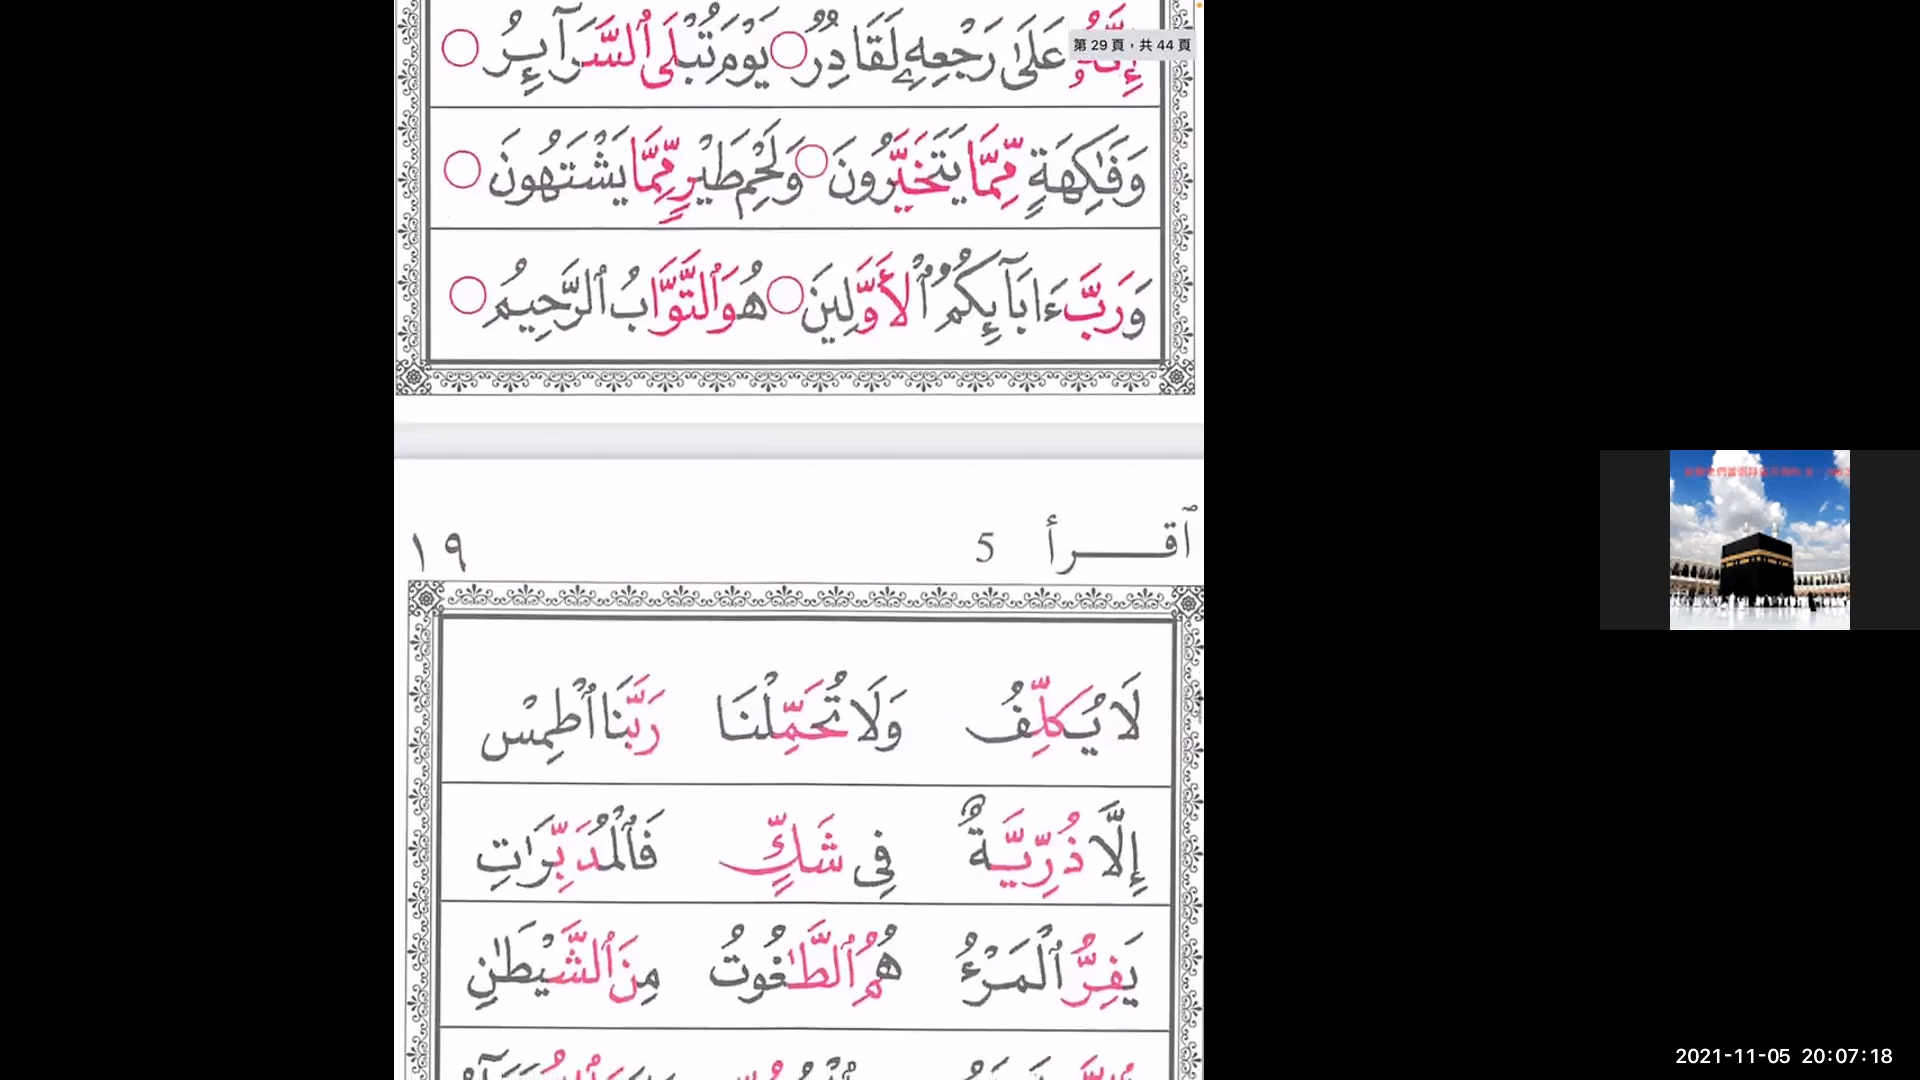 第 29 頁，共 44 頁
إِنَّهُۥ عَلَىٰ رَجْعِهِۦ لَقَادِرٌ ○ يَوْمَ تُبْلَى ٱلسَّرَآئِرُ ○
وَفَٰكِهَةٍ مِّمَّا يَتَخَيَّرُونَ ○ وَلَحْمِ طَيْرٍ مِّمَّا يَشْتَهُونَ ○
وَرَبَّ ءَابَآئِكُمُ ٱلْأَوَّلِينَ ○ هُوَ ٱلتَّوَّابُ ٱلرَّحِيمُ ○
ٱقـــرأ 5 ١٩
لَا يُكَلِّفُ وَلَا تُحَمِّلْنَا رَبَّنَا ٱطْمِسْ
إِلَّا ذُرِّيَّةٌ فِى شَكٍّ فَٱلْمُدَبِّرَٰتِ
يَفِرُّ ٱلْمَرْءُ هُمُ ٱلطَّٰغُوتُ مِنَ ٱلشَّيْطَٰنِ
2021-11-05 20:07:18